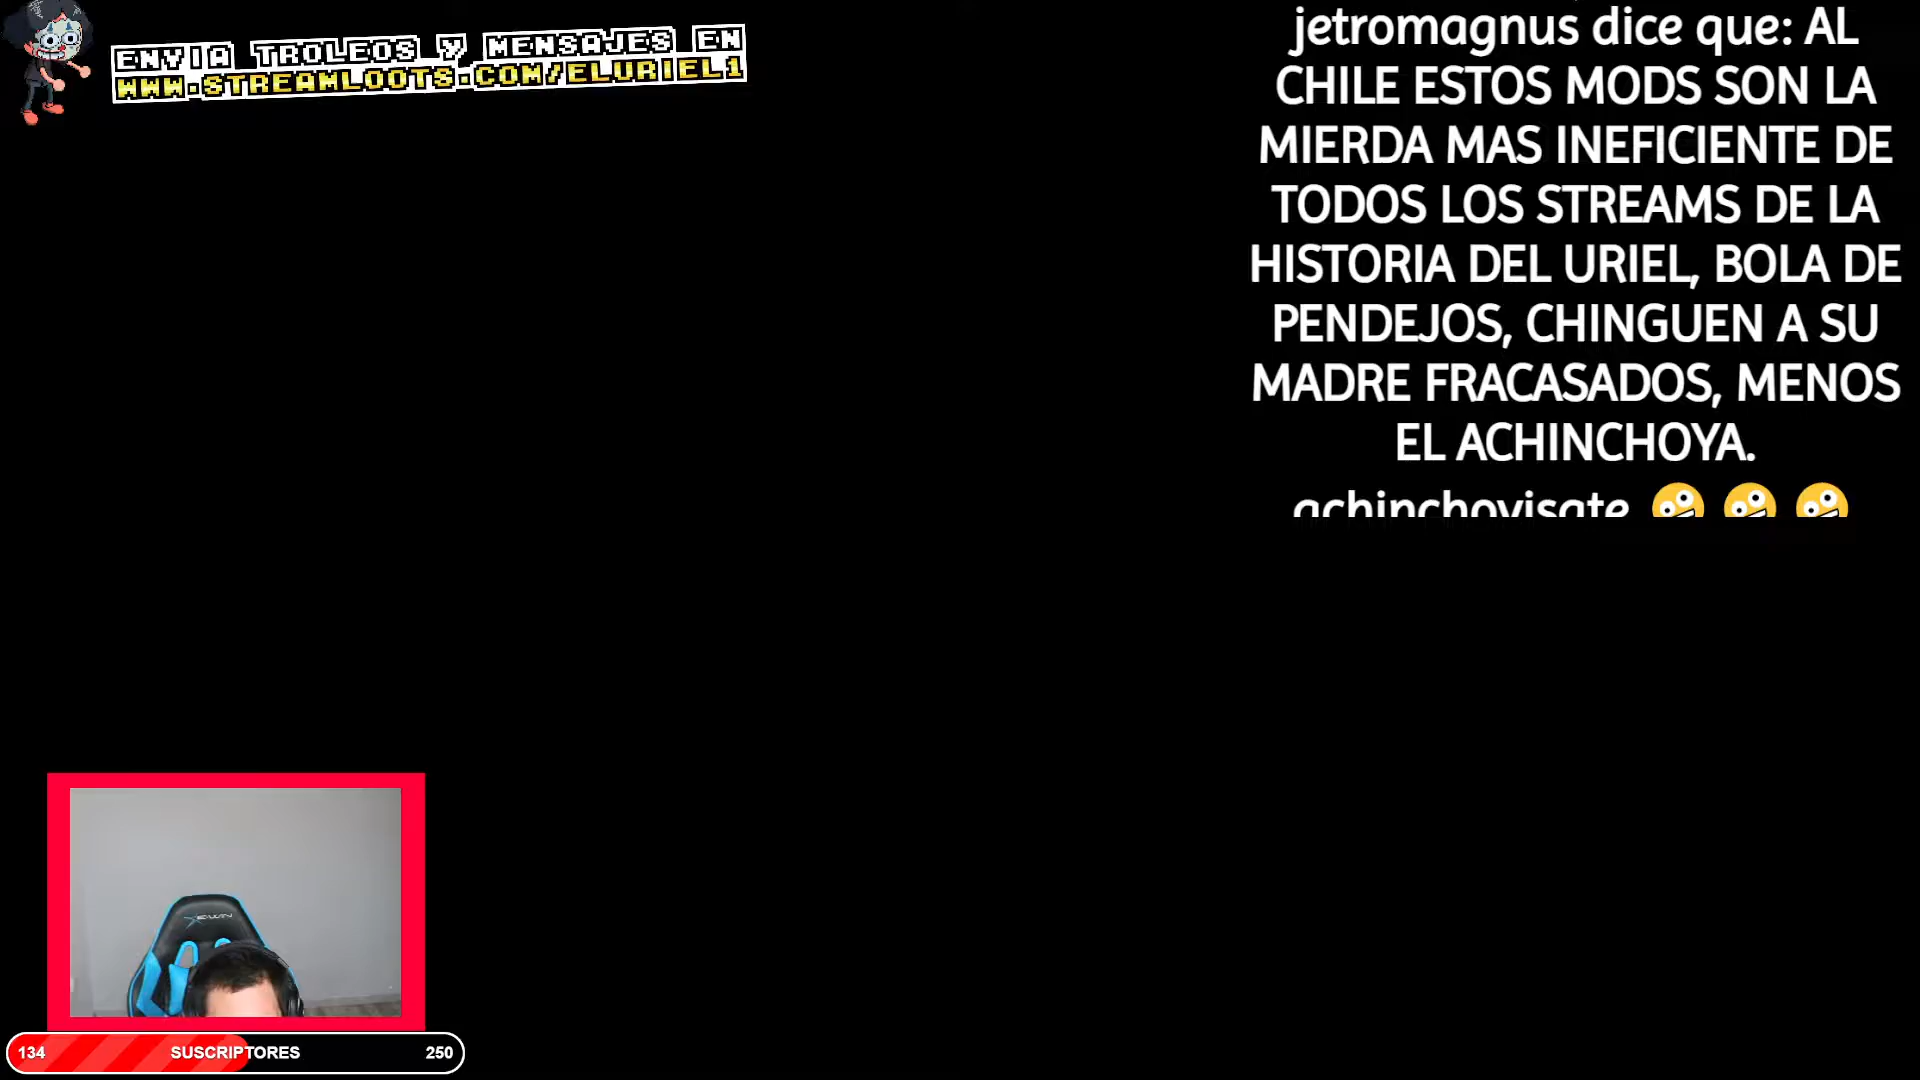 ENVIA TROLEOS Y MENSAJES EN
WWW.STREAMLOOTS.COM/ELURIEL1
jetromagnus dice que: AL
CHILE ESTOS MODS SON LA
MIERDA MAS INEFICIENTE DE
TODOS LOS STREAMS DE LA
HISTORIA DEL URIEL, BOLA DE
PENDEJOS, CHINGUEN A SU
MADRE FRACASADOS, MENOS
EL ACHINCHOYA.
achinchoyisate 🤪 🤪 🤪
134 SUSCRIPTORES 250